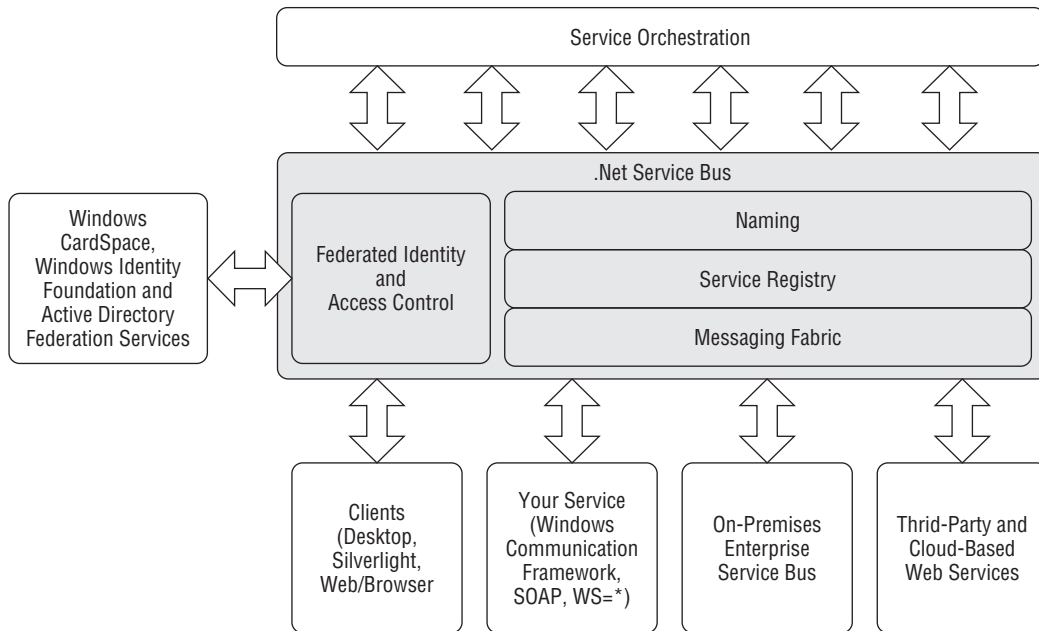 Service Orchestration
.Net Service Bus
Windows
CardSpace,
Windows Identity
Foundation and
Active Directory
Federation Services
Federated Identity
and
Access Control
Naming
Service Registry
Messaging Fabric
Clients
(Desktop,
Silverlight,
Web/Browser
Your Service
(Windows
Communication
Framework,
SOAP, WS=*)
On-Premises
Enterprise
Service Bus
Thrid-Party and
Cloud-Based
Web Services